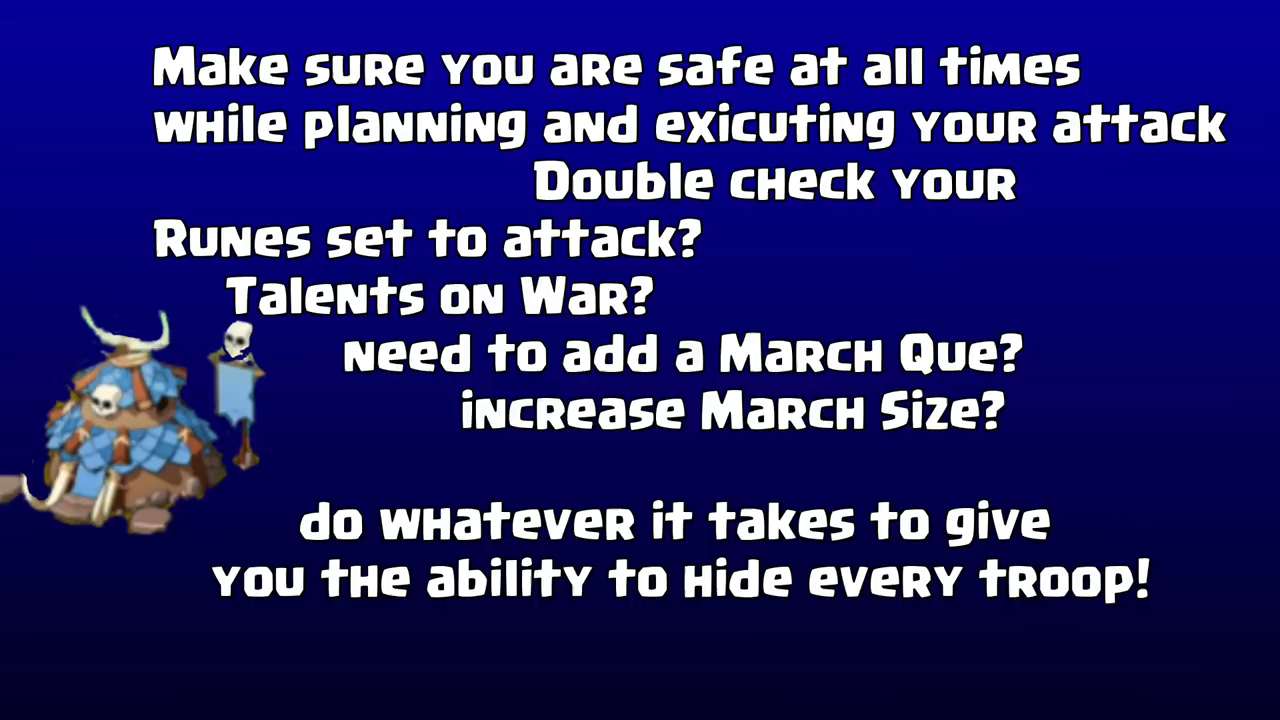 Make sure you are safe at all times
while planning and exicuting your attack
Double check your
Runes set to attack?
Talents on War?
need to add a March Que?
increase March Size?
do whatever it takes to give
you the ability to hide every troop!